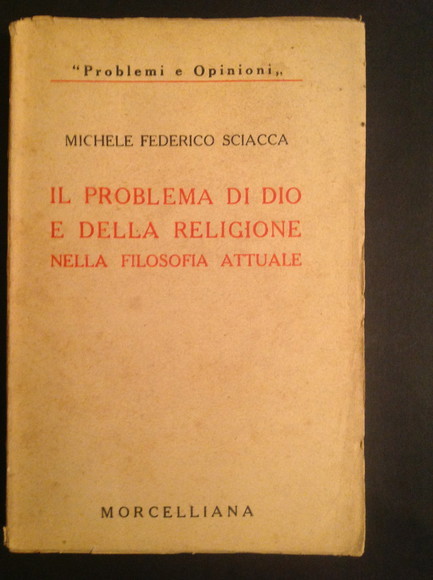 “Problemi e Opinioni„
MICHELE FEDERICO SCIACCA
IL PROBLEMA DI DIO
E DELLA RELIGIONE
NELLA FILOSOFIA ATTUALE
MORCELLIANA